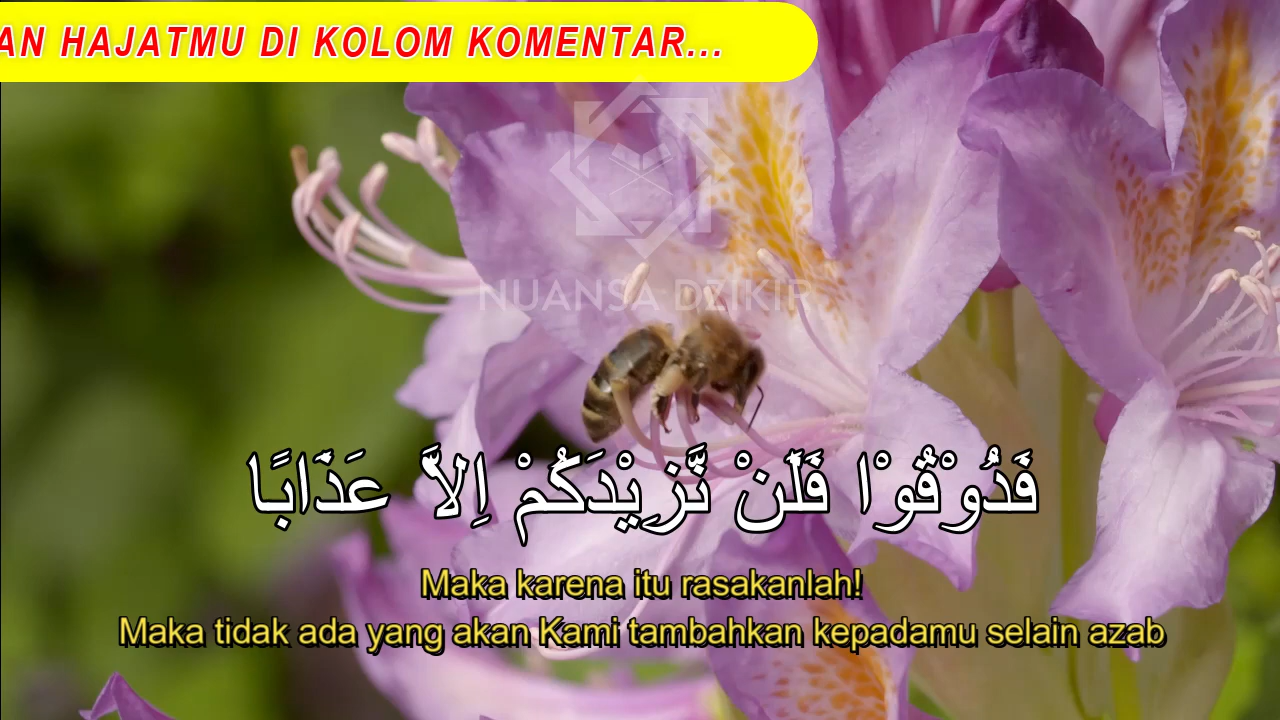 AN HAJATMU DI KOLOM KOMENTAR...
NUANSA DZIKIR
فَذُوْقُوْا فَلَنْ نَّزِيْدَكُمْ اِلاَّ عَذَابًا
Maka karena itu rasakanlah!
Maka tidak ada yang akan Kami tambahkan kepadamu selain azab